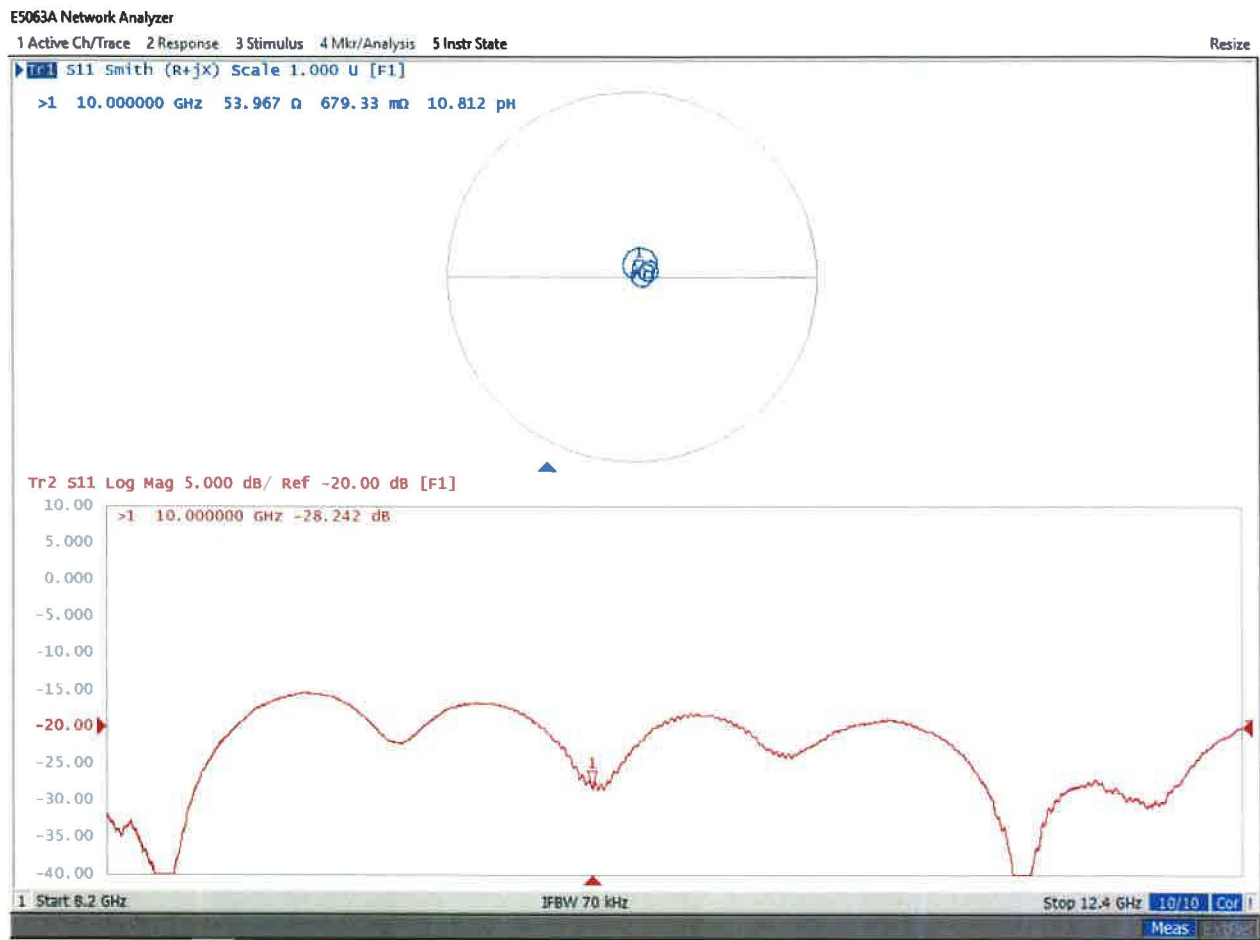 E5063A Network Analyzer
1 Active Ch/Trace 2 Response 3 Stimulus 4 Mkr/Analysis 5 Instr State Resize
Tr1 S11 Smith (R+jX) Scale 1.000 U [F1]
>1 10.000000 GHz 53.967 Ω 679.33 mΩ 10.812 pH
1
Tr2 S11 Log Mag 5.000 dB/ Ref -20.00 dB [F1]
10.00
>1 10.000000 GHz -28.242 dB
5.000
0.000
-5.000
-10.00
-15.00
-20.00
-25.00
1
-30.00
-35.00
-40.00
1 Start 8.2 GHz IFBW 70 kHz Stop 12.4 GHz 10/10 Cor !
Meas